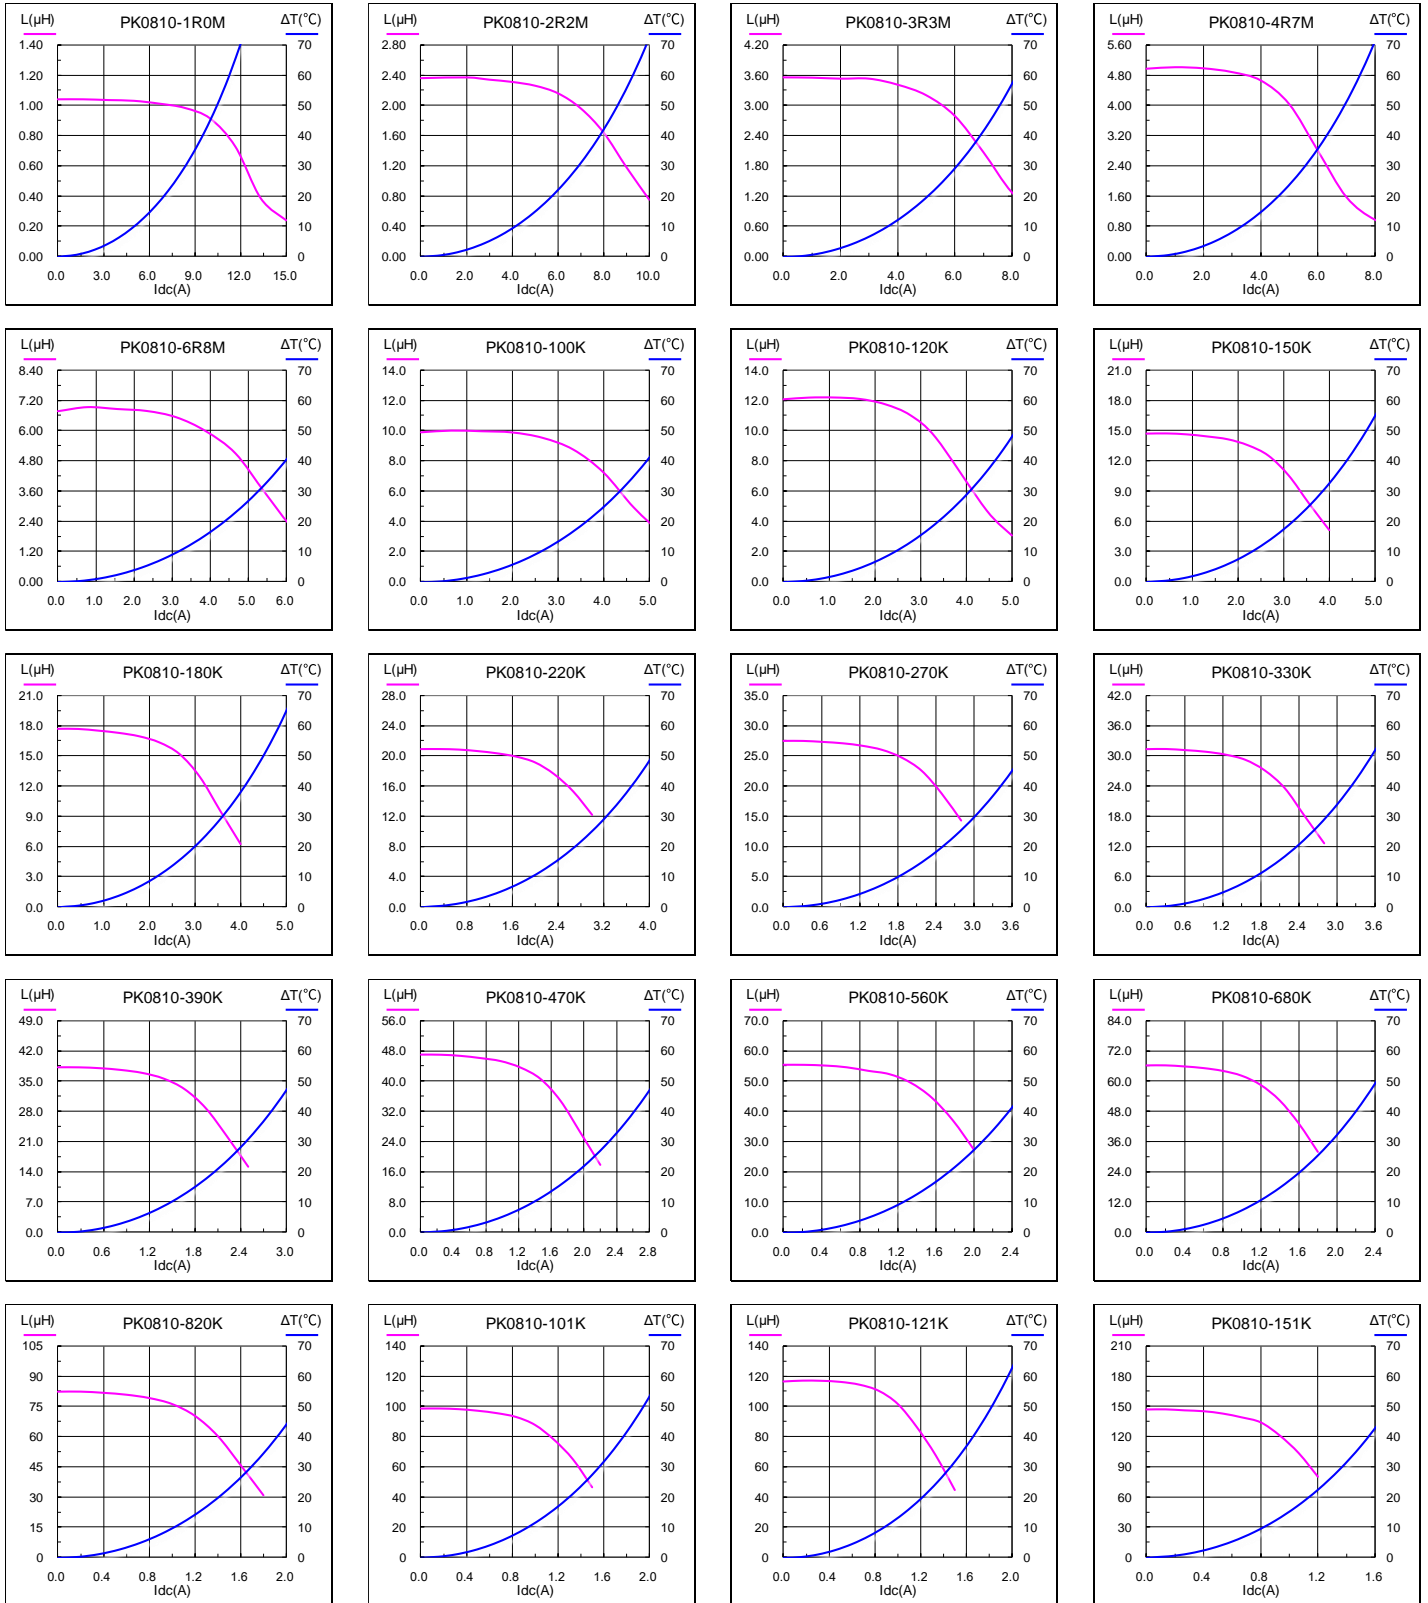 L(μH) PK0810-1R0M ΔT(℃)
1.40 70
1.20 60
1.00 50
0.80 40
0.60 30
0.40 20
0.20 10
0.00 0
0.0 3.0 6.0 9.0 12.0 15.0
Idc(A)
L(μH) PK0810-2R2M ΔT(℃)
2.80 70
2.40 60
2.00 50
1.60 40
1.20 30
0.80 20
0.40 10
0.00 0
0.0 2.0 4.0 6.0 8.0 10.0
Idc(A)
L(μH) PK0810-3R3M ΔT(℃)
4.20 70
3.60 60
3.00 50
2.40 40
1.80 30
1.20 20
0.60 10
0.00 0
0.0 2.0 4.0 6.0 8.0
Idc(A)
L(μH) PK0810-4R7M ΔT(℃)
5.60 70
4.80 60
4.00 50
3.20 40
2.40 30
1.60 20
0.80 10
0.00 0
0.0 2.0 4.0 6.0 8.0
Idc(A)
L(μH) PK0810-6R8M ΔT(℃)
8.40 70
7.20 60
6.00 50
4.80 40
3.60 30
2.40 20
1.20 10
0.00 0
0.0 1.0 2.0 3.0 4.0 5.0 6.0
Idc(A)
L(μH) PK0810-100K ΔT(℃)
14.0 70
12.0 60
10.0 50
8.0 40
6.0 30
4.0 20
2.0 10
0.0 0
0.0 1.0 2.0 3.0 4.0 5.0
Idc(A)
L(μH) PK0810-120K ΔT(℃)
14.0 70
12.0 60
10.0 50
8.0 40
6.0 30
4.0 20
2.0 10
0.0 0
0.0 1.0 2.0 3.0 4.0 5.0
Idc(A)
L(μH) PK0810-150K ΔT(℃)
21.0 70
18.0 60
15.0 50
12.0 40
9.0 30
6.0 20
3.0 10
0.0 0
0.0 1.0 2.0 3.0 4.0 5.0
Idc(A)
L(μH) PK0810-180K ΔT(℃)
21.0 70
18.0 60
15.0 50
12.0 40
9.0 30
6.0 20
3.0 10
0.0 0
0.0 1.0 2.0 3.0 4.0 5.0
Idc(A)
L(μH) PK0810-220K ΔT(℃)
28.0 70
24.0 60
20.0 50
16.0 40
12.0 30
8.0 20
4.0 10
0.0 0
0.0 0.8 1.6 2.4 3.2 4.0
Idc(A)
L(μH) PK0810-270K ΔT(℃)
35.0 70
30.0 60
25.0 50
20.0 40
15.0 30
10.0 20
5.0 10
0.0 0
0.0 0.6 1.2 1.8 2.4 3.0 3.6
Idc(A)
L(μH) PK0810-330K ΔT(℃)
42.0 70
36.0 60
30.0 50
24.0 40
18.0 30
12.0 20
6.0 10
0.0 0
0.0 0.6 1.2 1.8 2.4 3.0 3.6
Idc(A)
L(μH) PK0810-390K ΔT(℃)
49.0 70
42.0 60
35.0 50
28.0 40
21.0 30
14.0 20
7.0 10
0.0 0
0.0 0.6 1.2 1.8 2.4 3.0
Idc(A)
L(μH) PK0810-470K ΔT(℃)
56.0 70
48.0 60
40.0 50
32.0 40
24.0 30
16.0 20
8.0 10
0.0 0
0.0 0.4 0.8 1.2 1.6 2.0 2.4 2.8
Idc(A)
L(μH) PK0810-560K ΔT(℃)
70.0 70
60.0 60
50.0 50
40.0 40
30.0 30
20.0 20
10.0 10
0.0 0
0.0 0.4 0.8 1.2 1.6 2.0 2.4
Idc(A)
L(μH) PK0810-680K ΔT(℃)
84.0 70
72.0 60
60.0 50
48.0 40
36.0 30
24.0 20
12.0 10
0.0 0
0.0 0.4 0.8 1.2 1.6 2.0 2.4
Idc(A)
L(μH) PK0810-820K ΔT(℃)
105 70
90 60
75 50
60 40
45 30
30 20
15 10
0 0
0.0 0.4 0.8 1.2 1.6 2.0
Idc(A)
L(μH) PK0810-101K ΔT(℃)
140 70
120 60
100 50
80 40
60 30
40 20
20 10
0 0
0.0 0.4 0.8 1.2 1.6 2.0
Idc(A)
L(μH) PK0810-121K ΔT(℃)
140 70
120 60
100 50
80 40
60 30
40 20
20 10
0 0
0.0 0.4 0.8 1.2 1.6 2.0
Idc(A)
L(μH) PK0810-151K ΔT(℃)
210 70
180 60
150 50
120 40
90 30
60 20
30 10
0 0
0.0 0.4 0.8 1.2 1.6
Idc(A)